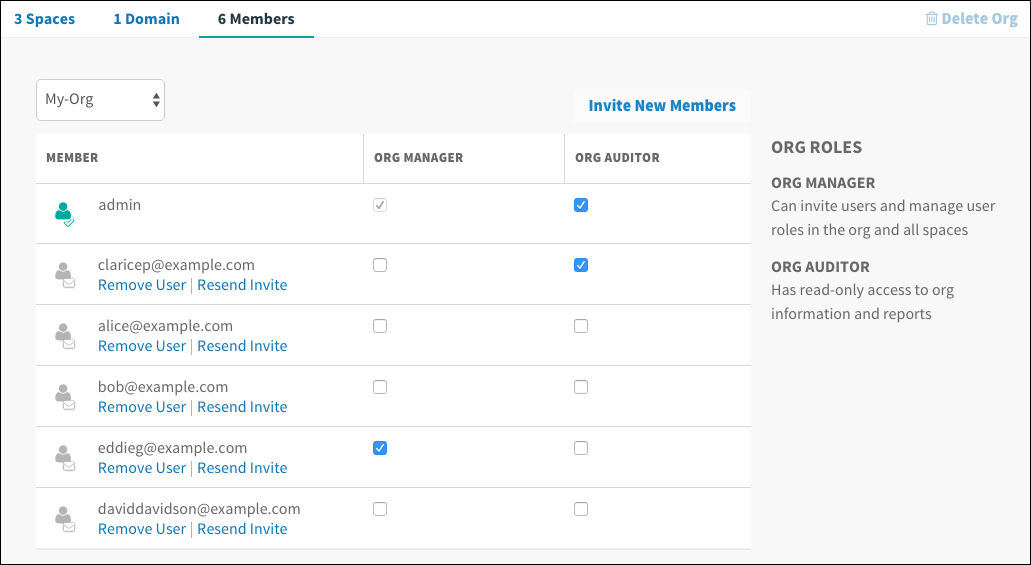 3 Spaces 1 Domain 6 Members Delete Org
My-Org
Invite New Members
MEMBER ORG MANAGER ORG AUDITOR
admin
claricep@example.com
Remove User | Resend Invite
alice@example.com
Remove User | Resend Invite
bob@example.com
Remove User | Resend Invite
eddieg@example.com
Remove User | Resend Invite
daviddavidson@example.com
Remove User | Resend Invite
ORG ROLES
ORG MANAGER
Can invite users and manage user
roles in the org and all spaces
ORG AUDITOR
Has read-only access to org
information and reports